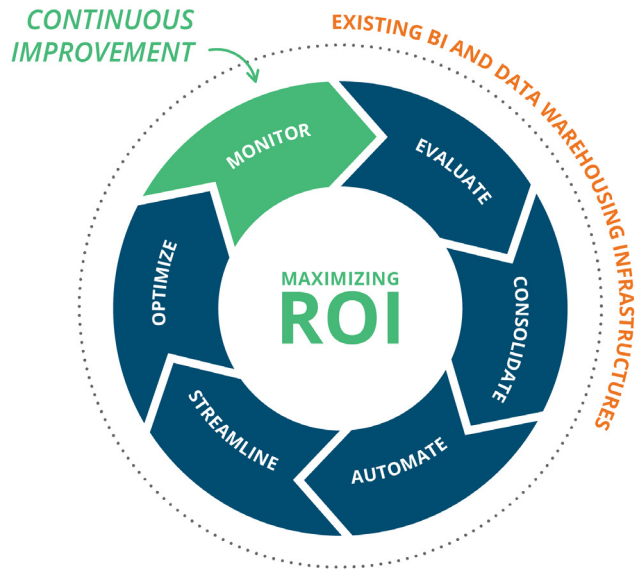 CONTINUOUS
IMPROVEMENT
EXISTING BI AND DATA WAREHOUSING INFRASTRUCTURES
MONITOR
EVALUATE
CONSOLIDATE
AUTOMATE
STREAMLINE
OPTIMIZE
MAXIMIZING
ROI